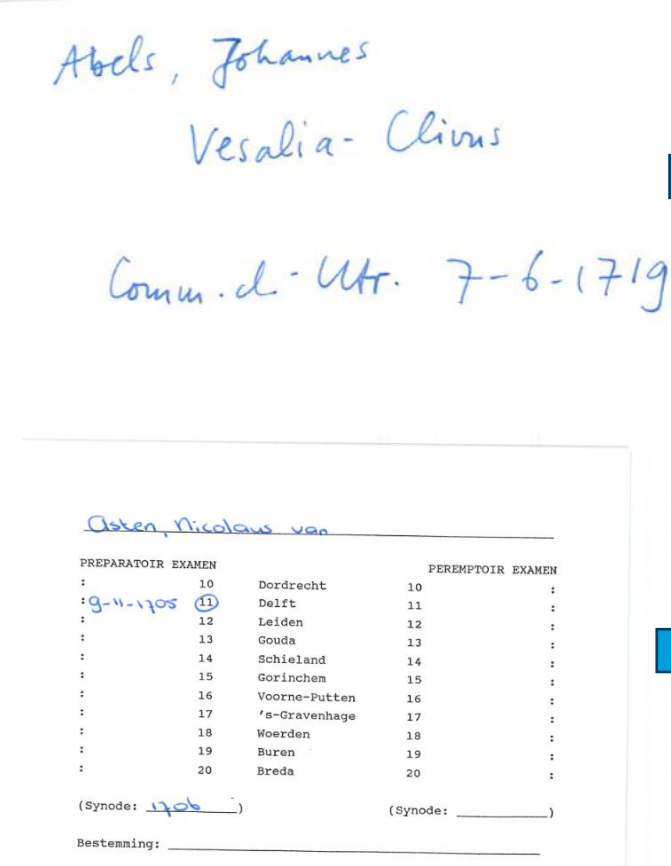 Abels, Johannes
Vesalia - Clivus
Comm. cl. Utr. 7-6-1719
Asten, Nicolaus van
PREPARATOIR EXAMEN PEREMPTOIR EXAMEN
: 10 Dordrecht 10 :
: 9-11-1705 11 Delft 11 :
: 12 Leiden 12 :
: 13 Gouda 13 :
: 14 Schieland 14 :
: 15 Gorinchem 15 :
: 16 Voorne-Putten 16 :
: 17 's-Gravenhage 17 :
: 18 Woerden 18 :
: 19 Buren 19 :
: 20 Breda 20 :
(Synode: 1706 ) (Synode: )
Bestemming: